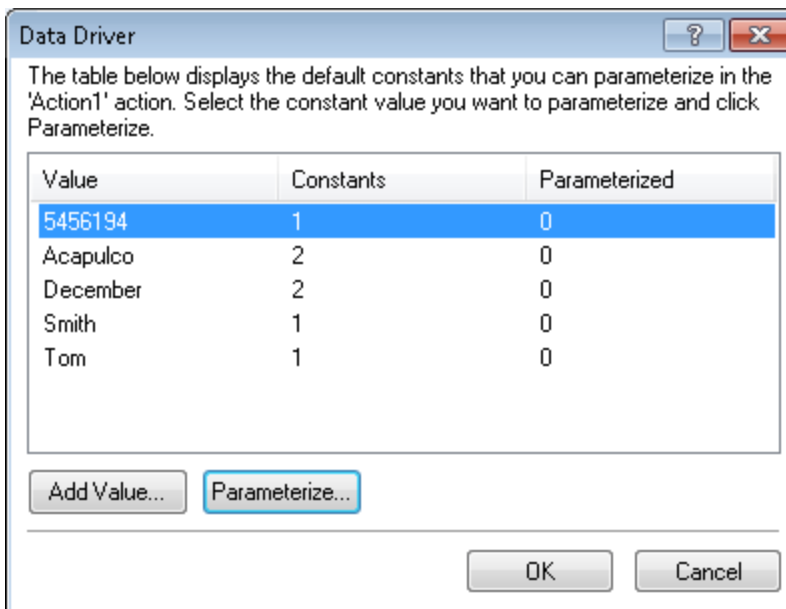 Data Driver
The table below displays the default constants that you can parameterize in the
'Action1' action. Select the constant value you want to parameterize and click
Parameterize.
Value Constants Parameterized
5456194 1 0
Acapulco 2 0
December 2 0
Smith 1 0
Tom 1 0
Add Value... Parameterize...
OK Cancel